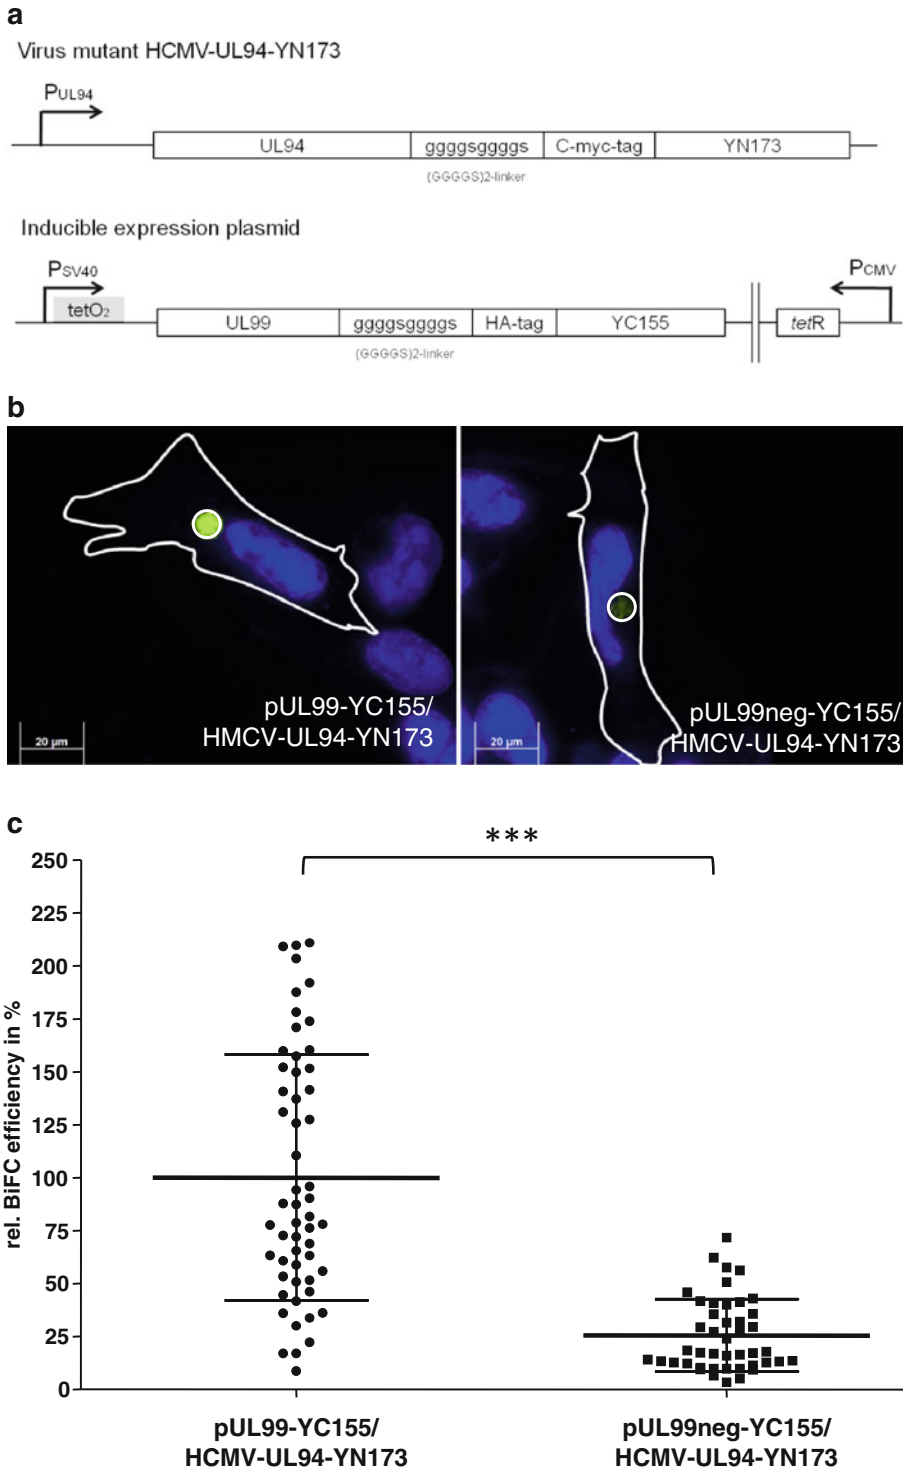 a
Virus mutant HCMV-UL94-YN173
PUL94
UL94 ggggsggggs C-myc-tag YN173
(GGGGS)2-linker
Inducible expression plasmid
PSV40 PCMV
tetO2
UL99 ggggsggggs HA-tag YC155 tetR
(GGGGS)2-linker
b
pUL99-YC155/
HMCV-UL94-YN173
20 µm
pUL99neg-YC155/
HMCV-UL94-YN173
20 µm
c
***
rel. BiFC efficiency in %
250
225
200
175
150
125
100
75
50
25
0
pUL99-YC155/
HCMV-UL94-YN173
pUL99neg-YC155/
HCMV-UL94-YN173